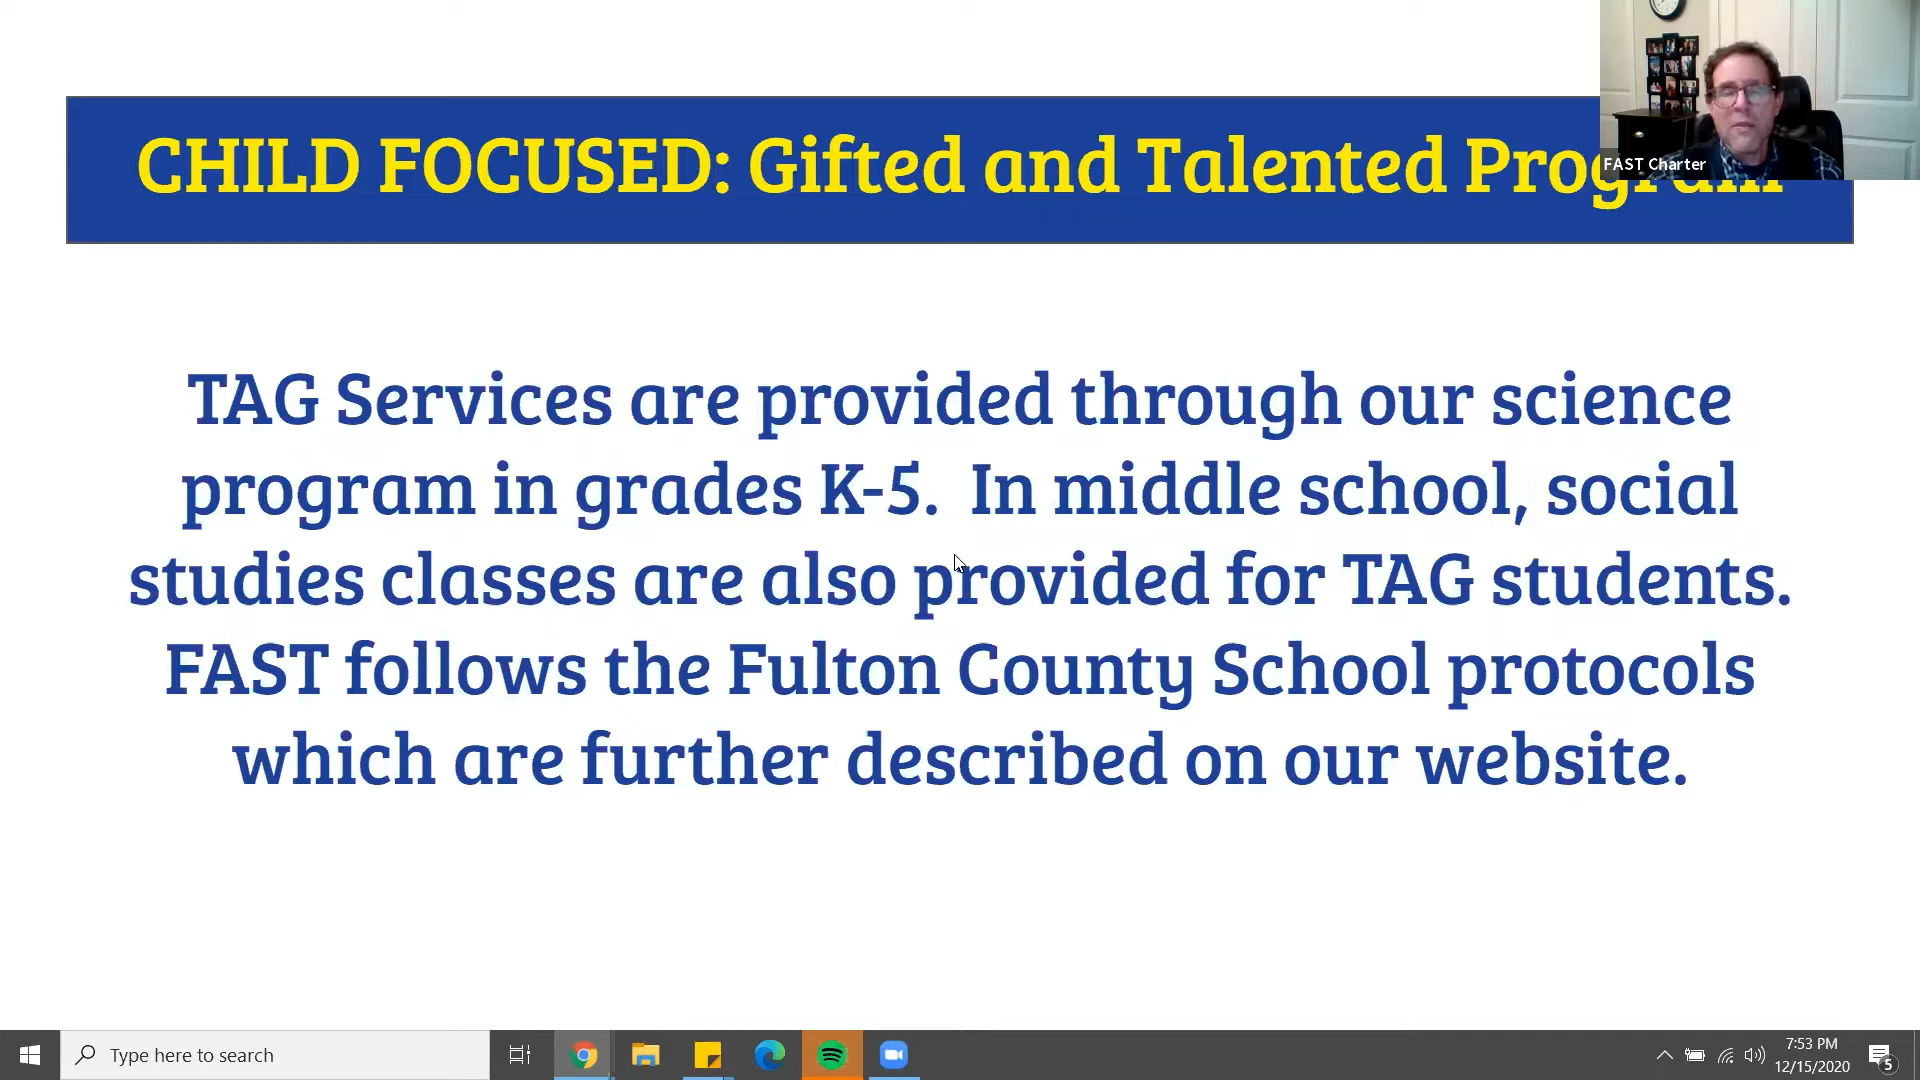 CHILD FOCUSED: Gifted and Talented Program
FAST Charter
TAG Services are provided through our science
program in grades K-5.  In middle school, social
studies classes are also provided for TAG students.
FAST follows the Fulton County School protocols
which are further described on our website.
Type here to search
7:53 PM
12/15/2020
5